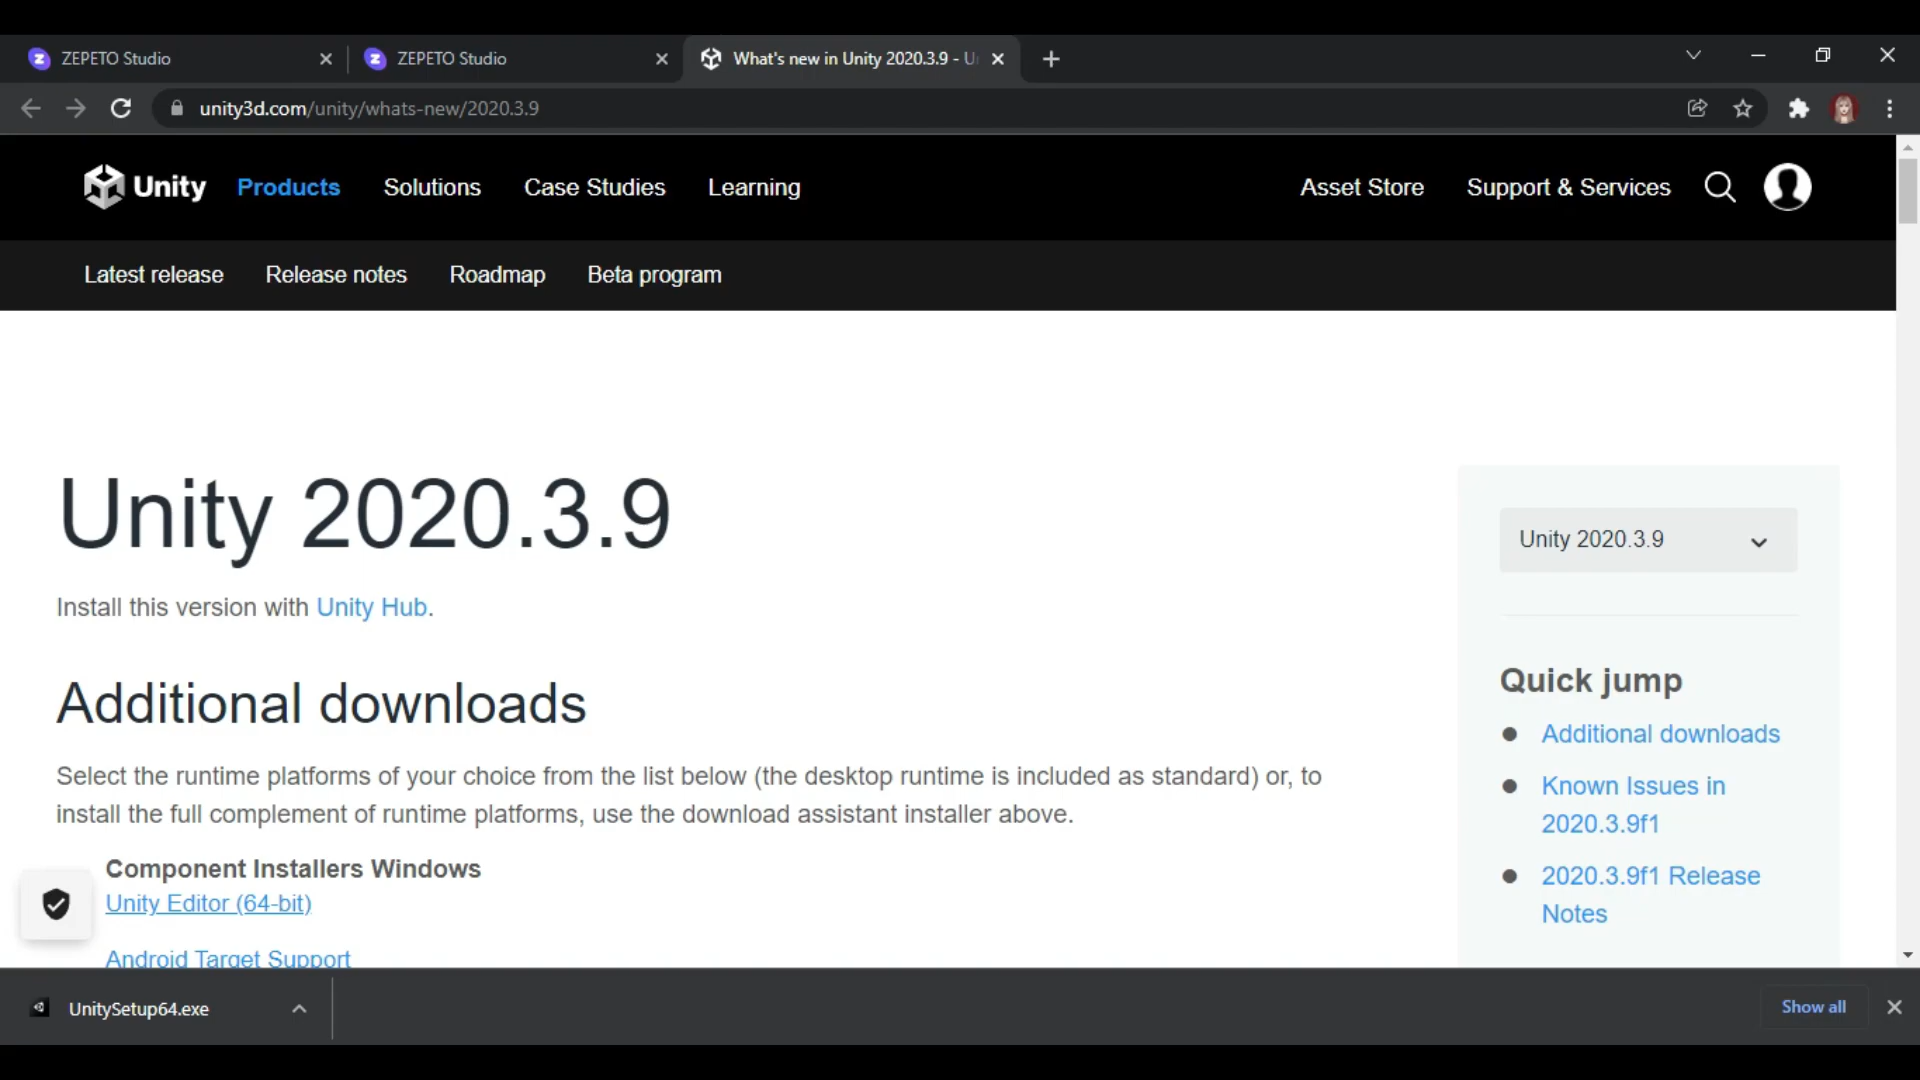 ZEPETO Studio
ZEPETO Studio
What's new in Unity 2020.3.9 - U
unity3d.com/unity/whats-new/2020.3.9
Unity
Products
Solutions
Case Studies
Learning
Asset Store
Support & Services
Latest release
Release notes
Roadmap
Beta program
Unity 2020.3.9
Install this version with Unity Hub.
Additional downloads
Select the runtime platforms of your choice from the list below (the desktop runtime is included as standard) or, to
install the full complement of runtime platforms, use the download assistant installer above.
Component Installers Windows
Unity Editor (64-bit)
Android Target Support
Unity 2020.3.9
Quick jump
Additional downloads
Known Issues in
2020.3.9f1
2020.3.9f1 Release
Notes
UnitySetup64.exe
Show all